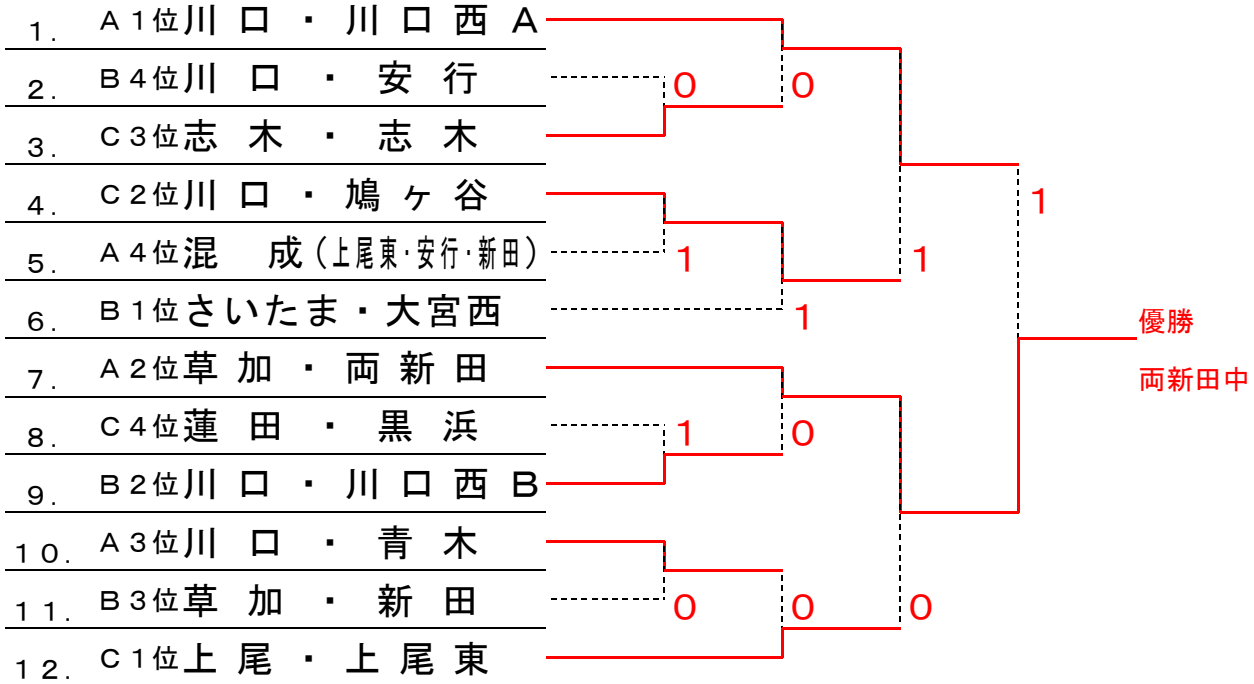 1. A1位 川口・川口西A
2. B4位 川口・安行
0
0
3. C3位 志木・志木
4. C2位 川口・鳩ヶ谷
1
5. A4位 混 成(上尾東・安行・新田)
1
1
6. B1位 さいたま・大宮西
1
優勝
7. A2位 草加・両新田
両新田中
8. C4位 蓮田・黒浜
1
0
9. B2位 川口・川口西B
10. A3位 川口・青木
11. B3位 草加・新田
0
0
0
12. C1位 上尾・上尾東